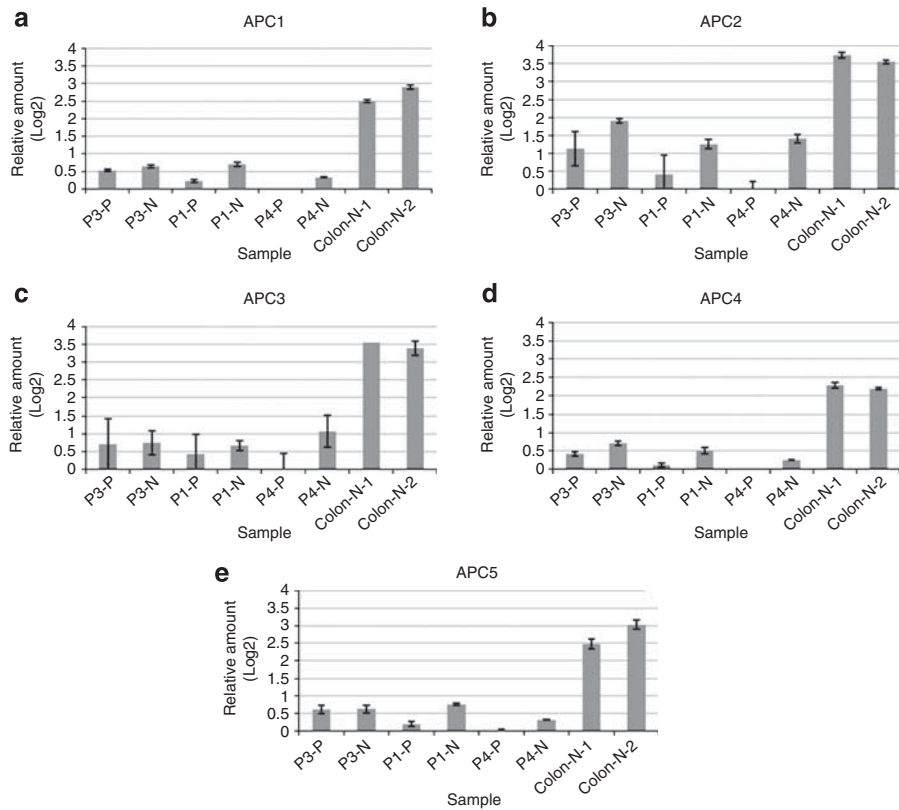 a
APC1
Relative amount
(Log2)
4
3.5
3
2.5
2
1.5
1
0.5
0
P3-P
P3-N
P1-P
P1-N
P4-P
P4-N
Colon-N-1
Colon-N-2
Sample
b
APC2
Relative amount
(Log2)
4
3.5
3
2.5
2
1.5
1
0.5
0
P3-P
P3-N
P1-P
P1-N
P4-P
P4-N
Colon-N-1
Colon-N-2
Sample
c
APC3
Relative amount
(Log2)
4
3.5
3
2.5
2
1.5
1
0.5
0
P3-P
P3-N
P1-P
P1-N
P4-P
P4-N
Colon-N-1
Colon-N-2
Sample
d
APC4
Relative amount
(Log2)
4
3.5
3
2.5
2
1.5
1
0.5
0
P3-P
P3-N
P1-P
P1-N
P4-P
P4-N
Colon-N-1
Colon-N-2
Sample
e
APC5
Relative amount
(Log2)
4
3.5
3
2.5
2
1.5
1
0.5
0
P3-P
P3-N
P1-P
P1-N
P4-P
P4-N
Colon-N-1
Colon-N-2
Sample